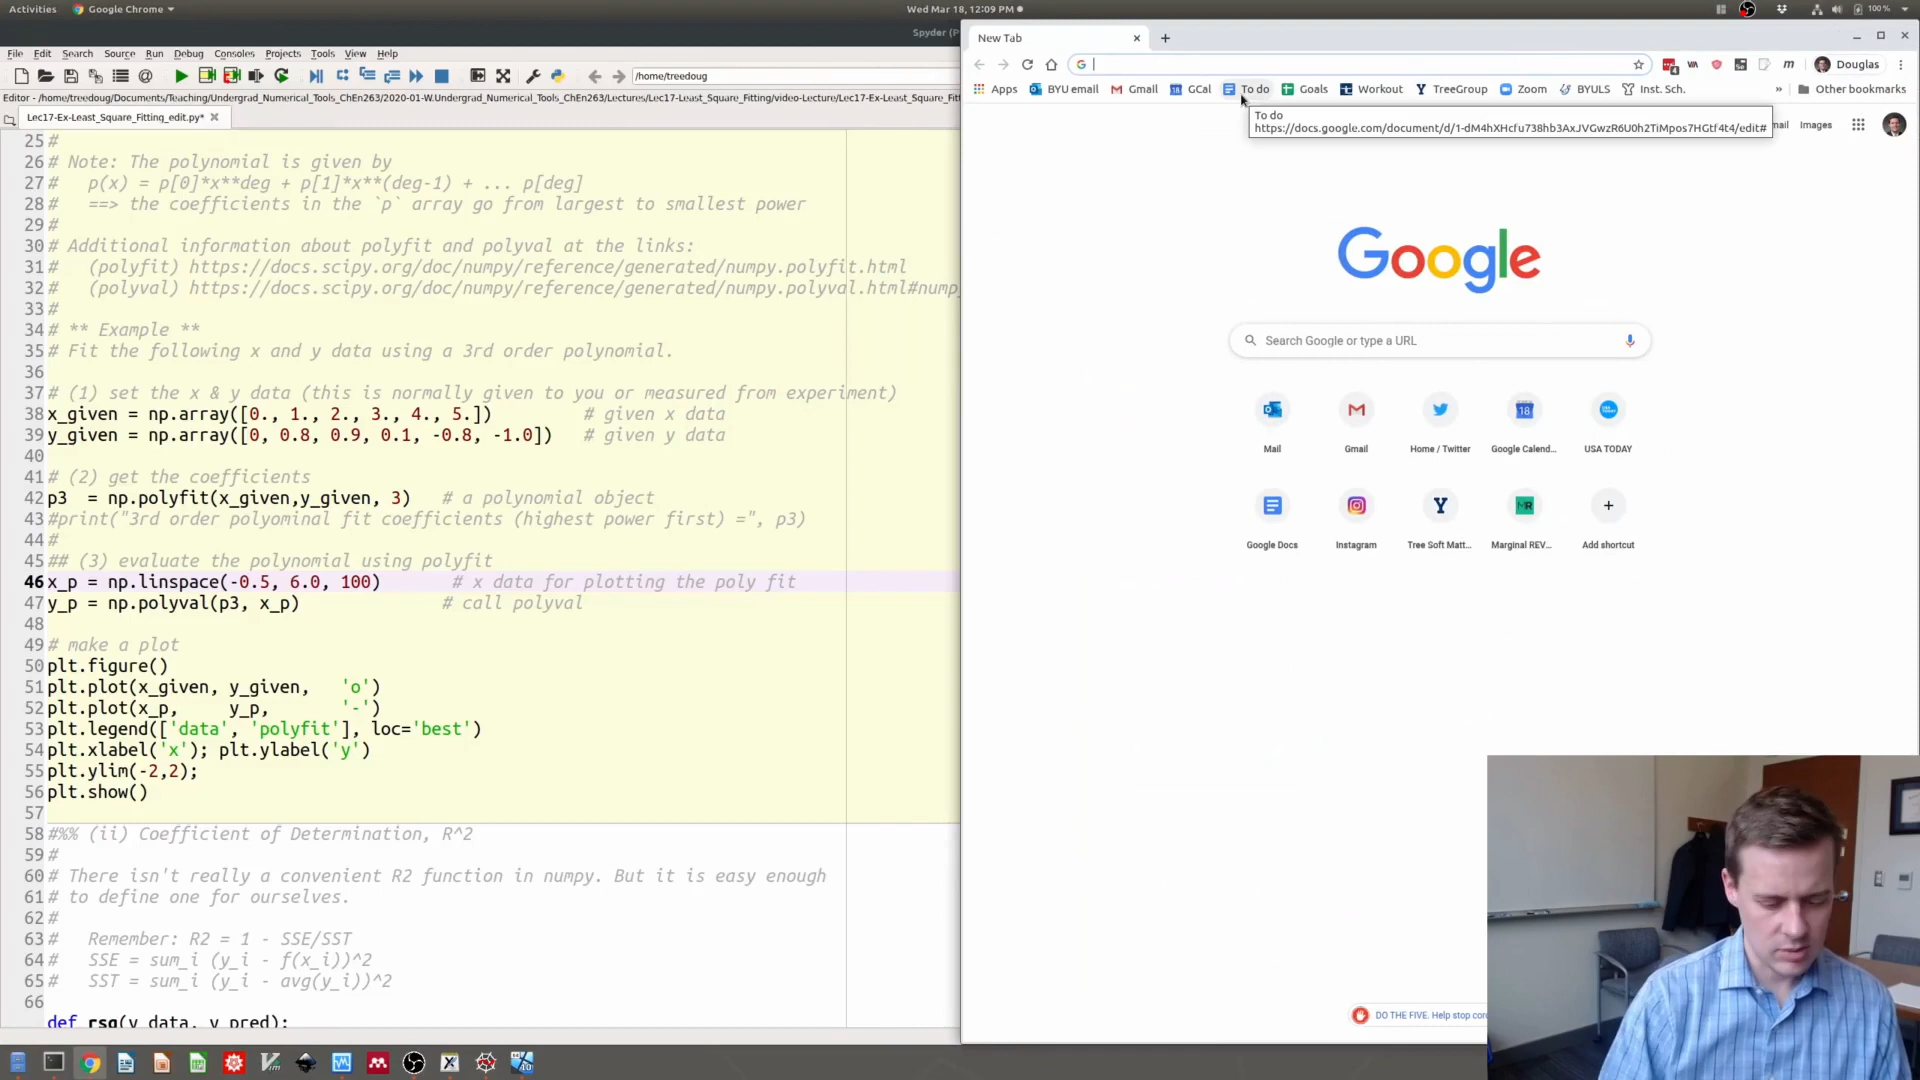 Activities
Google Chrome
Wed Mar 18, 12:09 PM
100 %
Spyder (P
File Edit Search Source Run Debug Consoles Projects Tools View Help
/home/treedoug
Editor - /home/treedoug/Documents/Teaching/Undergrad_Numerical_Tools_ChEn263/2020-01-W.Undergrad_Numerical_Tools_ChEn263/Lectures/Lec17-Least_Square_Fitting/video-Lecture/Lec17-Ex-Least_Square_Fit
Lec17-Ex-Least_Square_Fitting_edit.py*
25 #
26 # Note: The polynomial is given by
27 #   p(x) = p[0]*x**deg + p[1]*x**(deg-1) + ... p[deg]
28 #   ==> the coefficients in the `p` array go from largest to smallest power
29 #
30 # Additional information about polyfit and polyval at the links:
31 #   (polyfit) https://docs.scipy.org/doc/numpy/reference/generated/numpy.polyfit.html
32 #   (polyval) https://docs.scipy.org/doc/numpy/reference/generated/numpy.polyval.html#nump
33 #
34 # ** Example **
35 # Fit the following x and y data using a 3rd order polynomial.
36
37 # (1) set the x & y data (this is normally given to you or measured from experiment)
38 x_given = np.array([0., 1., 2., 3., 4., 5.])         # given x data
39 y_given = np.array([0, 0.8, 0.9, 0.1, -0.8, -1.0])   # given y data
40
41 # (2) get the coefficients
42 p3  = np.polyfit(x_given,y_given, 3)   # a polynomial object
43 #print("3rd order polyominal fit coefficients (highest power first) =", p3)
44 #
45 ## (3) evaluate the polynomial using polyfit
46 x_p = np.linspace(-0.5, 6.0, 100)       # x data for plotting the poly fit
47 y_p = np.polyval(p3, x_p)              # call polyval
48
49 # make a plot
50 plt.figure()
51 plt.plot(x_given, y_given,   'o')
52 plt.plot(x_p,     y_p,       '-')
53 plt.legend(['data', 'polyfit'], loc='best')
54 plt.xlabel('x'); plt.ylabel('y')
55 plt.ylim(-2,2);
56 plt.show()
57
58 #%% (ii) Coefficient of Determination, R^2
59 #
60 # There isn't really a convenient R2 function in numpy. But it is easy enough
61 # to define one for ourselves.
62 #
63 #   Remember: R2 = 1 - SSE/SST
64 #   SSE = sum_i (y_i - f(x_i))^2
65 #   SST = sum_i (y_i - avg(y_i))^2
66
def rsq(y_data, y_pred):
New Tab
Douglas
Apps BYU email Gmall GCal To do Goals Workout TreeGroup Zoom BYULS Inst. Sch. » Other bookmarks
To do
https://docs.google.com/document/d/1-dM4hXHcfu738hb3AxJVGwzR6U0h2TiMpos7HGtf4t4/edit#
mail Images
Google
Search Google or type a URL
Mail
Gmail
Home / Twitter
Google Calend...
USA TODAY
Google Docs
Instagram
Tree Soft Matt...
Marginal REV...
Add shortcut
DO THE FIVE. Help stop cor